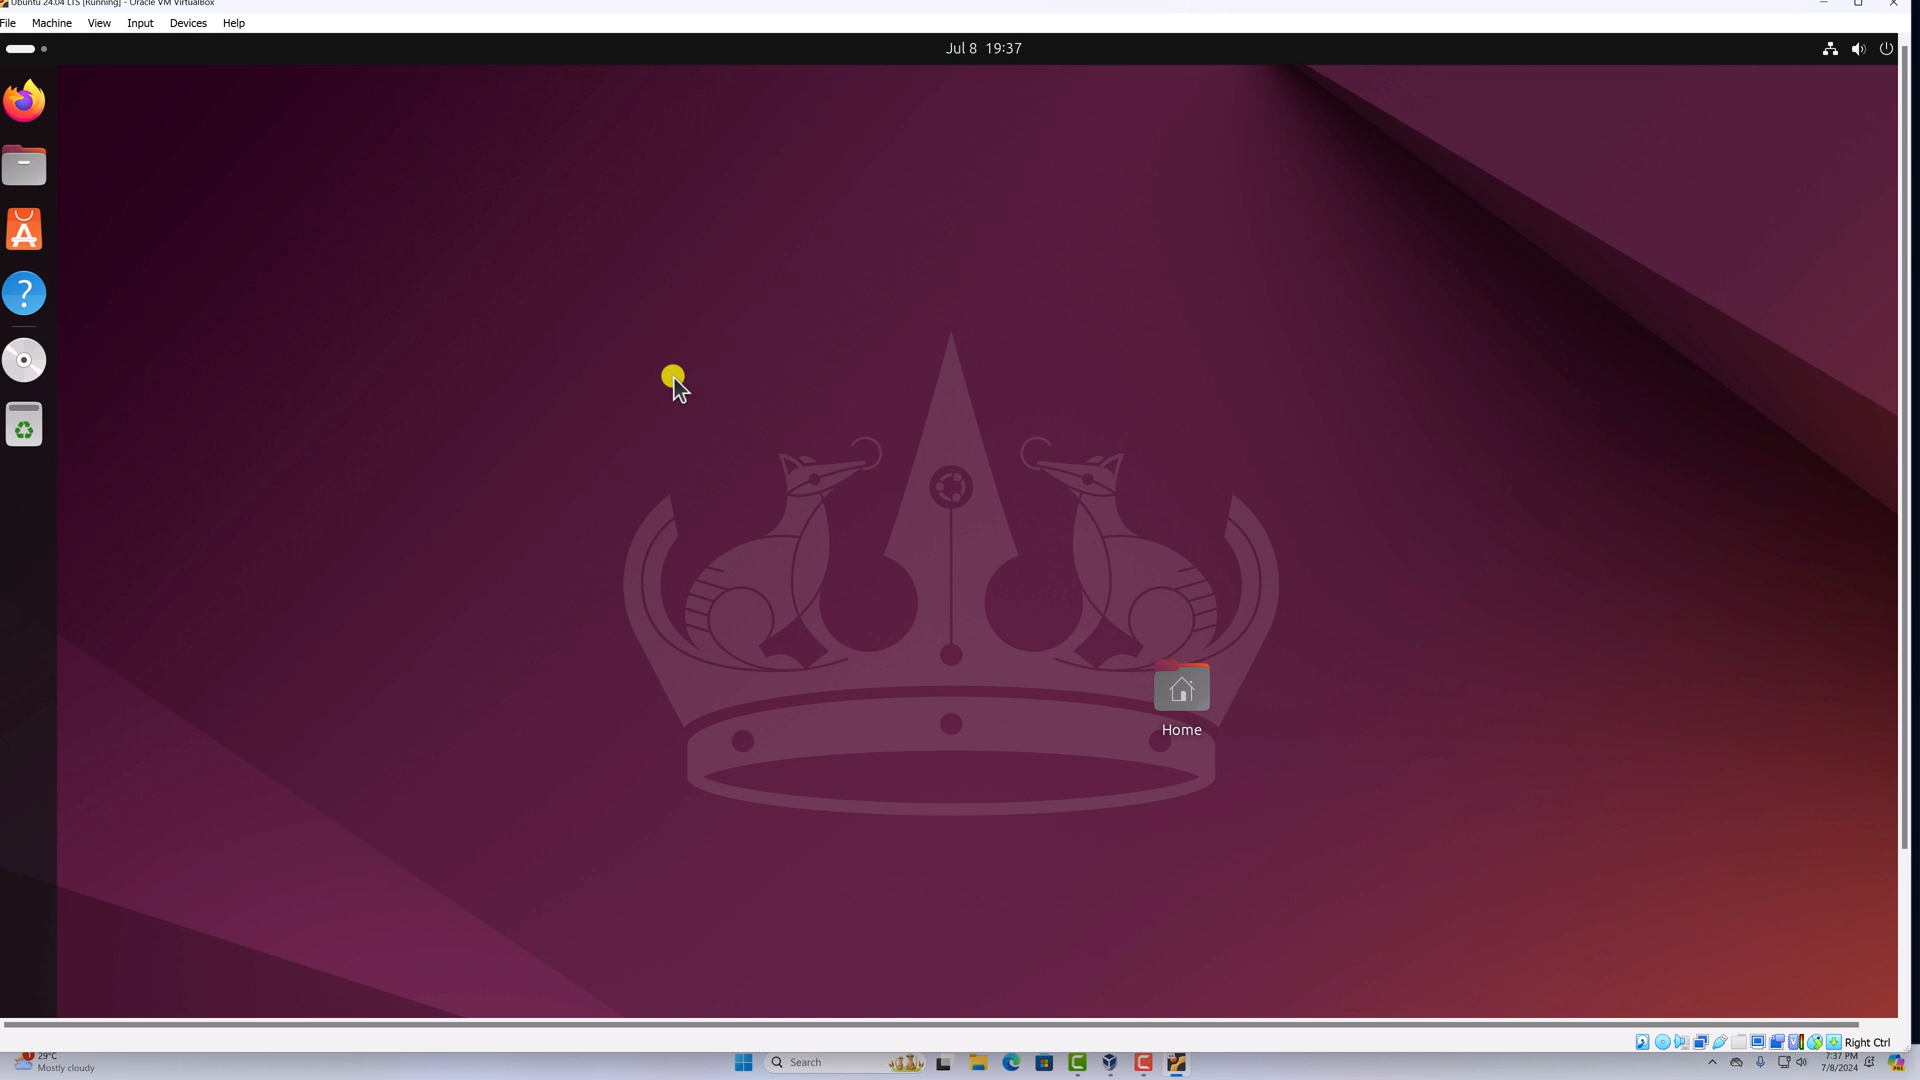 Ubuntu 24.04 LTS [Running] - Oracle VM VirtualBox
File Machine View Input Devices Help
Jul 8 19:37
Home
Right Ctrl
29°C
Mostly cloudy
Search
7:37 PM
7/8/2024
PRE